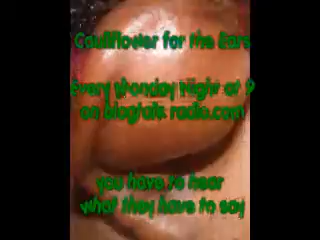 Cauliflower for the Ears
Every Monday Night at 9
on blogtalk radio.com
you have to hear
what they have to say